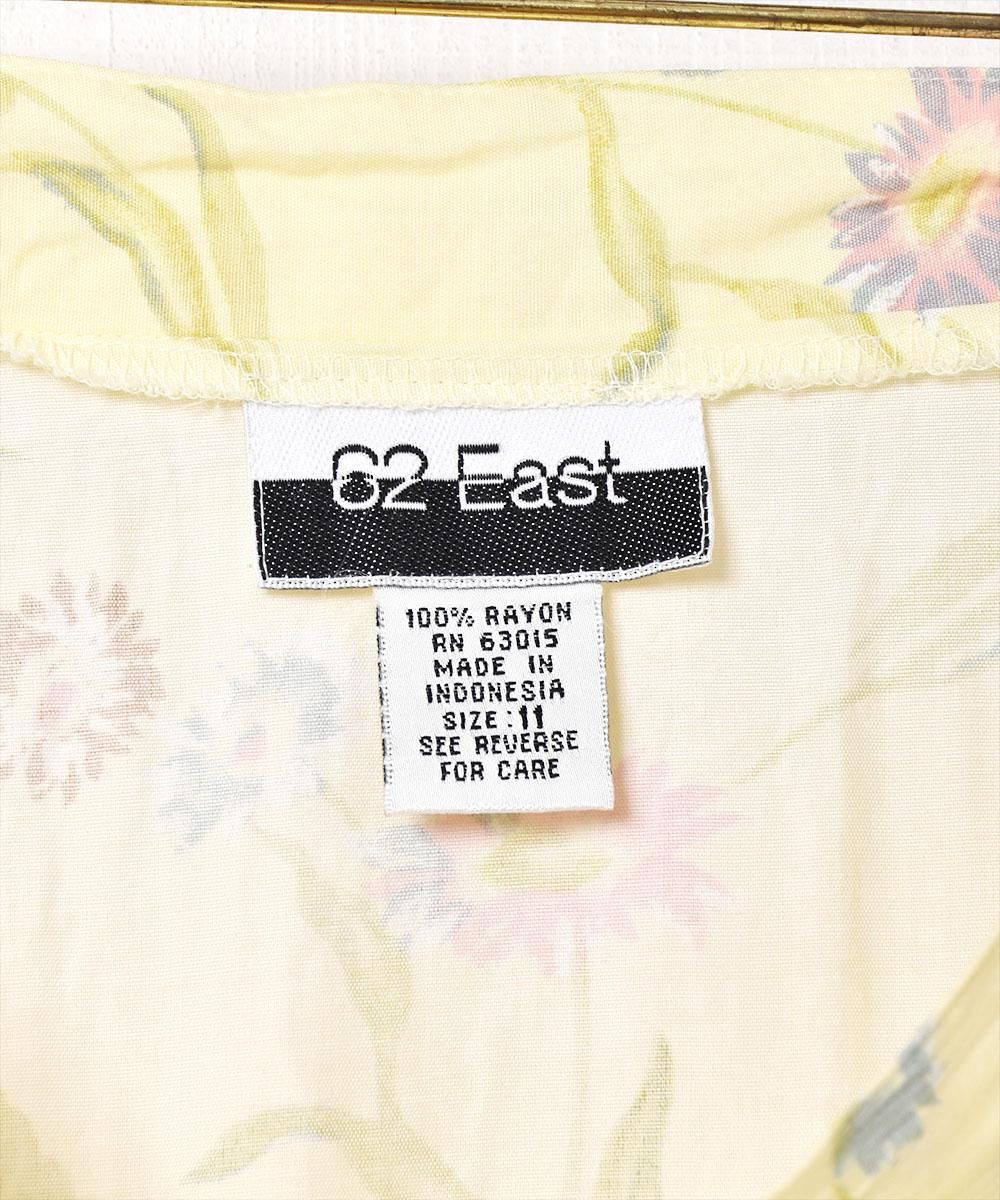 62 East
100% RAYON
RN 63015
MADE IN
INDONESIA
SIZE:11
SEE REVERSE
FOR CARE